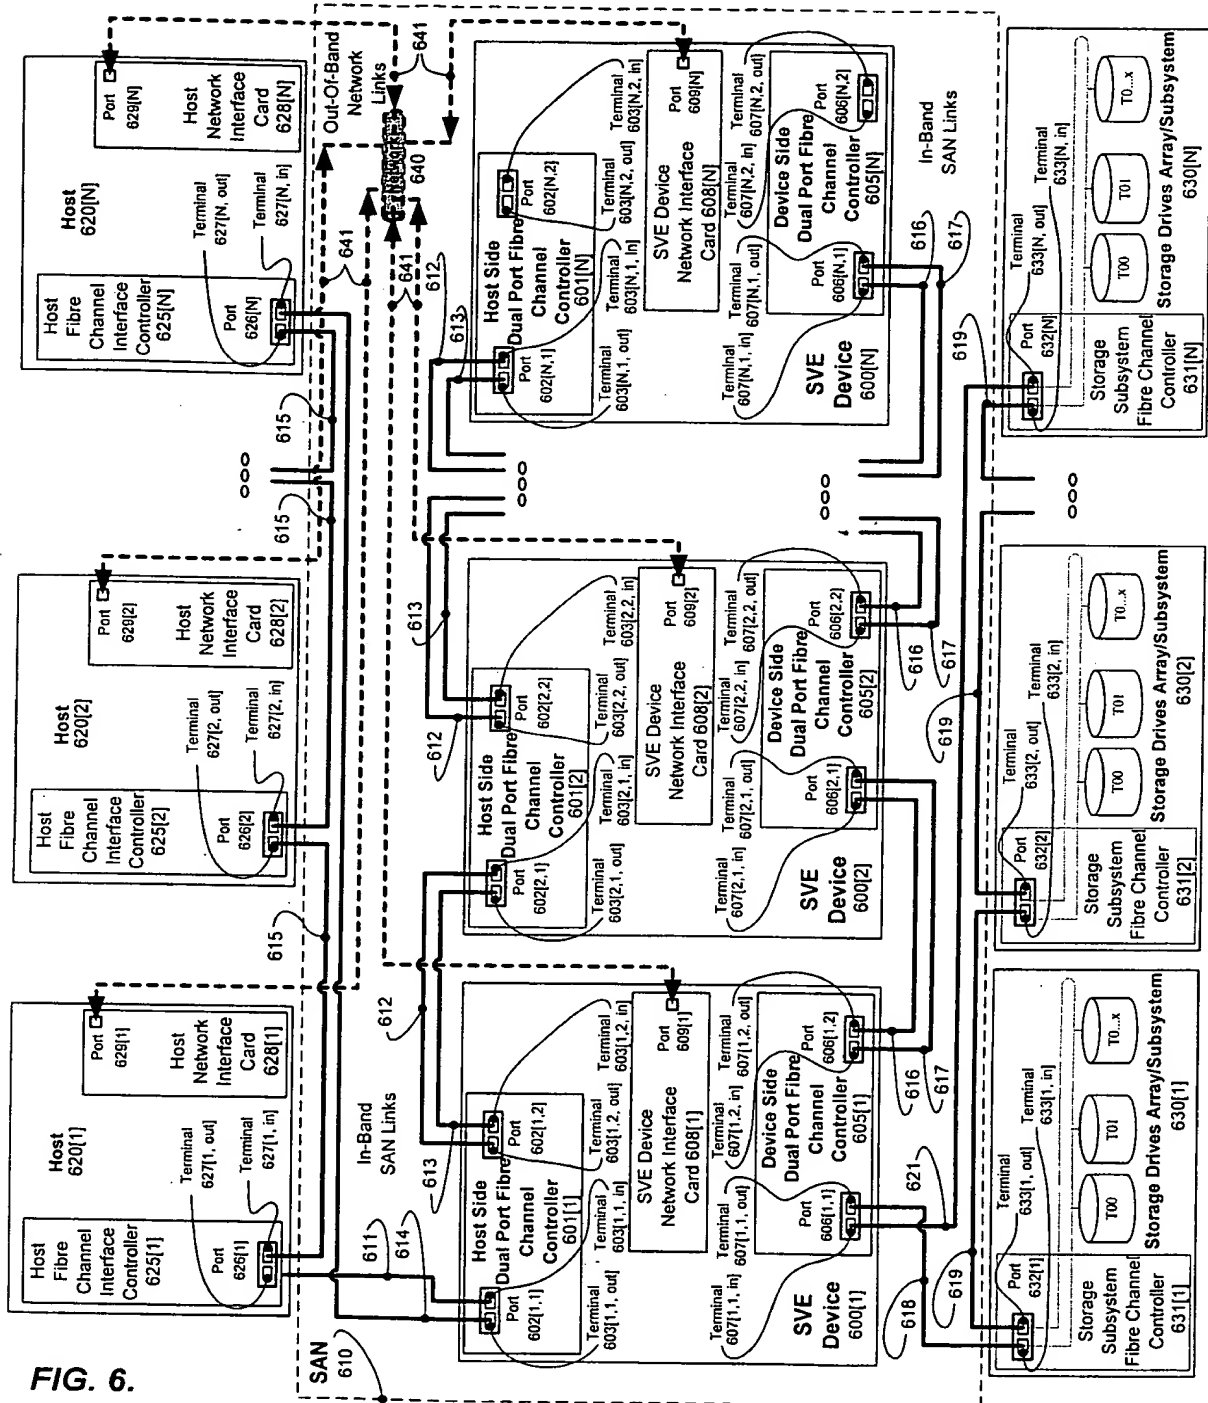 Host
620[1]
Host
Fibre
Channel
Interface
Controller
625[1]
Port
626[1]
Terminal
627[1, out]
Terminal
627[1, in]
Host
Network
Interface
Card
628[1]
Port
629[1]
Host
620[2]
Host
Fibre
Channel
Interface
Controller
625[2]
Port
626[2]
Terminal
627[2, out]
Terminal
627[2, in]
Host
Network
Interface
Card
628[2]
Port
629[2]
Host
620[N]
Host
Fibre
Channel
Interface
Controller
625[N]
Port
626[N]
Terminal
627[N, out]
Terminal
627[N, in]
Host
Network
Interface
Card
628[N]
Port
629[N]
SAN
610
In-Band
SAN Links
611
614
615
615
615
Out-Of-Band
Network
Links
640
641
641
641
612
613
612
613
612
613
Host Side
Dual Port Fibre
Channel
Controller
601[1]
Port
602[1,1]
Port
602[1,2]
Terminal
603[1,1, out]
Terminal
603[1,1, in]
Terminal
603[1,2, out]
Terminal
603[1,2, in]
SVE Device
Network Interface
Card 608[1]
Port
609[1]
Device Side
Dual Port Fibre
Channel
Controller
605[1]
Port
606[1,1]
Port
606[1,2]
Terminal
607[1,1, in]
Terminal
607[1,1, out]
Terminal
607[1,2, in]
Terminal
607[1,2, out]
SVE
Device
600[1]
Host Side
Dual Port Fibre
Channel
Controller
601[2]
Port
602[2,1]
Port
602[2,2]
Terminal
603[2,1, out]
Terminal
603[2,1, in]
Terminal
603[2,2, out]
Terminal
603[2,2, in]
SVE Device
Network Interface
Card 608[2]
Port
609[2]
Device Side
Dual Port Fibre
Channel
Controller
605[2]
Port
606[2,1]
Port
606[2,2]
Terminal
607[2,1, in]
Terminal
607[2,1, out]
Terminal
607[2,2, in]
Terminal
607[2,2, out]
SVE
Device
600[2]
Host Side
Dual Port Fibre
Channel
Controller
601[N]
Port
602[N,1]
Port
602[N,2]
Terminal
603[N,1, out]
Terminal
603[N,1, in]
Terminal
603[N,2, out]
Terminal
603[N,2, in]
SVE Device
Network Interface
Card 608[N]
Port
609[N]
Device Side
Dual Port Fibre
Channel
Controller
605[N]
Port
606[N,1]
Port
606[N,2]
Terminal
607[N,1, in]
Terminal
607[N,1, out]
Terminal
607[N,2, in]
Terminal
607[N,2, out]
SVE
Device
600[N]
In-Band
SAN Links
616
617
616
617
616
617
618
619
621
619
619
Storage
Subsystem
Fibre Channel
Controller
631[1]
Port
632[1]
Terminal
633[1, out]
Terminal
633[1, in]
T00
T01
T0...x
Storage Drives Array/Subsystem
630[1]
Storage
Subsystem
Fibre Channel
Controller
631[2]
Port
632[2]
Terminal
633[2, out]
Terminal
633[2, in]
T00
T01
T0...x
Storage Drives Array/Subsystem
630[2]
Storage
Subsystem
Fibre Channel
Controller
631[N]
Port
632[N]
Terminal
633[N, out]
Terminal
633[N, in]
T00
T01
T0...x
Storage Drives Array/Subsystem
630[N]
FIG. 6.